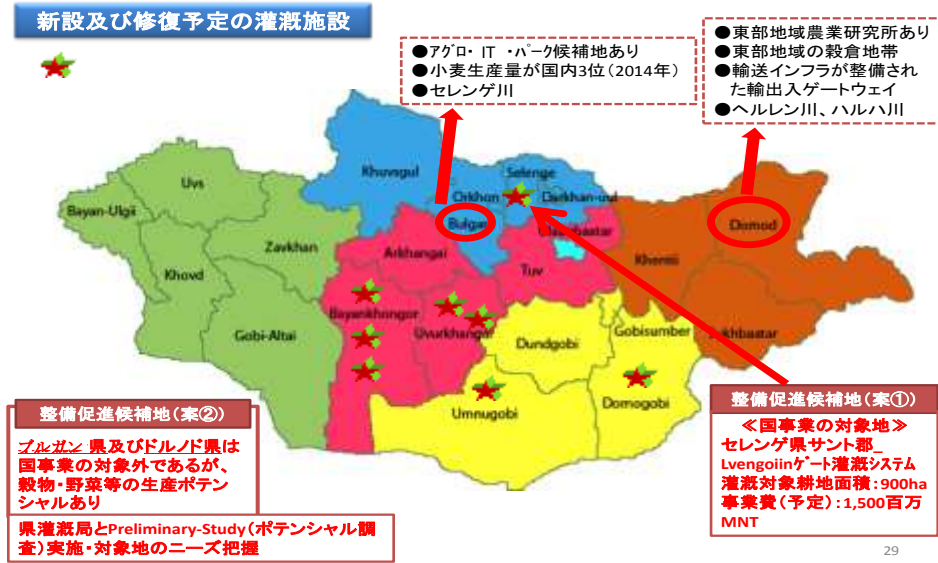 新設及び修復予定の灌漑施設
●アグロ・ IT ・パーク候補地あり
●小麦生産量が国内3位（2014年）
●セレンゲ川
●東部地域農業研究所あり
●東部地域の穀倉地帯
●輸送インフラが整備され
た輸出入ゲートウェイ
●ヘルレン川、ハルハ川
Khuvsgul
Selenge
Orkhon
Darkhan-uul
Uvs
Bayan-Ulgii
Bulgan
Ulaanbaatar
Dornod
Zavkhan
Arkhangai
Khentii
Khovd
Tuv
Bayankhongor
Uvurkhangai
Gobi-Altai
Dundgobi
Gobisumber
Sukhbaatar
Umnugobi
Dornogobi
整備促進候補地（案②）
ブルガン 県及びドルノド県は
国事業の対象外であるが、
穀物・野菜等の生産ポテン
シャルあり
県灌漑局とPreliminary-Study（ポテンシャル調
査）実施・対象地のニーズ把握
整備促進候補地（案①）
≪国事業の対象地≫
セレンゲ県サント郡_
Lvengoiinゲート灌漑システム
灌漑対象耕地面積：900ha
事業費（予定）：1,500百万
MNT
29